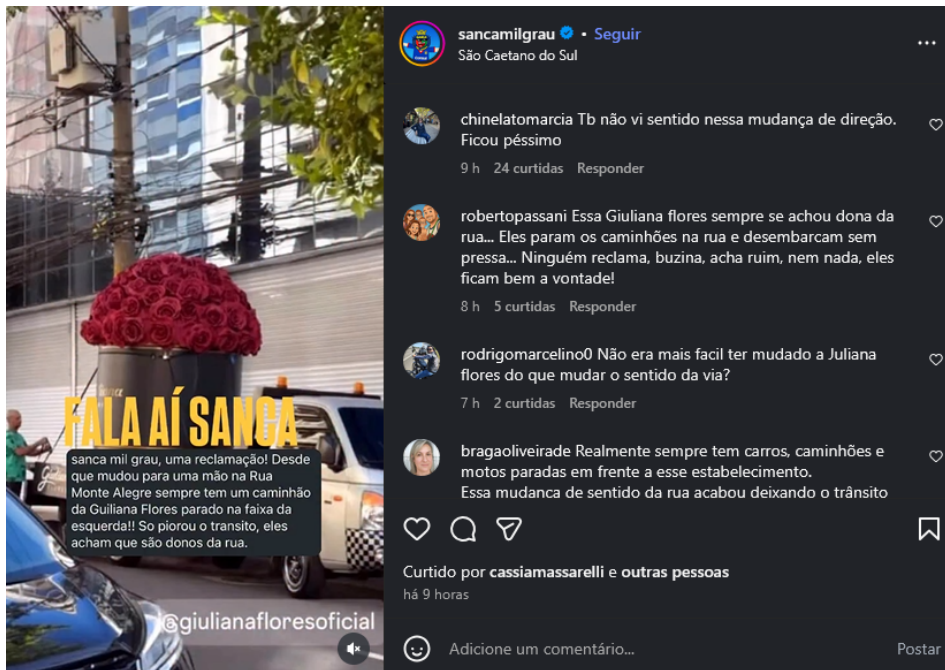 FALA AÍ SANCA
sanca mil grau, uma reclamação! Desde
que mudou para uma mão na Rua
Monte Alegre sempre tem um caminhão
da Guiliana Flores parado na faixa da
esquerda!! So piorou o transito, eles
acham que são donos da rua.
@giulianafloresoficial
sancamilgrau • Seguir
São Caetano do Sul
chinelatomarcia Tb não vi sentido nessa mudança de direção.
Ficou péssimo
9 h 24 curtidas Responder
robertopassani Essa Giuliana flores sempre se achou dona da
rua... Eles param os caminhões na rua e desembarcam sem
pressa... Ninguém reclama, buzina, acha ruim, nem nada, eles
ficam bem a vontade!
8 h 5 curtidas Responder
rodrigomarcelino0 Não era mais facil ter mudado a Juliana
flores do que mudar o sentido da via?
7 h 2 curtidas Responder
bragaoliveirade Realmente sempre tem carros, caminhões e
motos paradas em frente a esse estabelecimento.
Essa mudanca de sentido da rua acabou deixando o trânsito
Curtido por cassiamassarelli e outras pessoas
há 9 horas
Adicione um comentário...
Postar